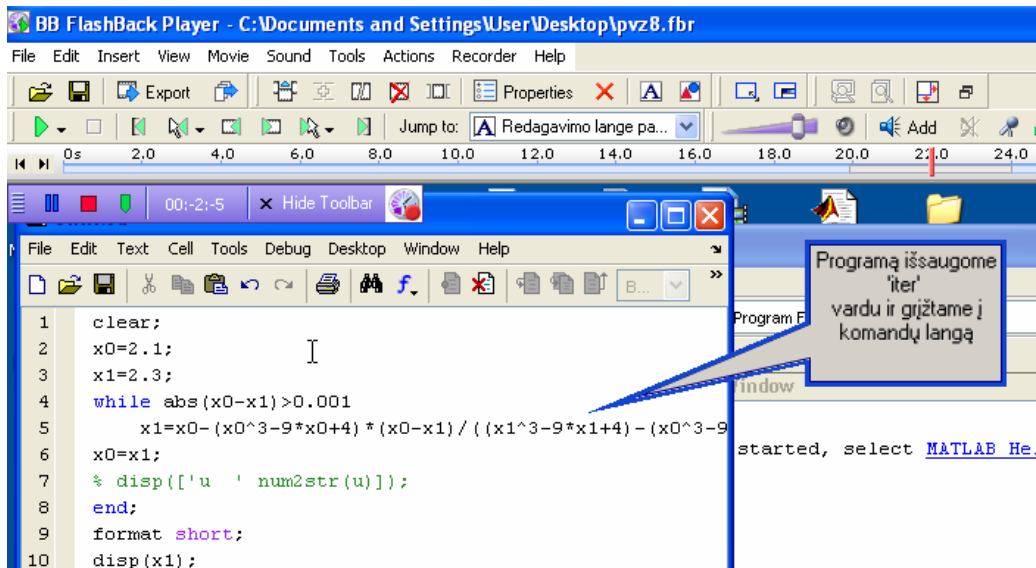 BB FlashBack Player - C:\Documents and Settings\User\Desktop\pvz8.fbr
File Edit Insert View Movie Sound Tools Actions Recorder Help
Export Properties
Jump to: Redagavimo lange pa... Add
0s 2,0 4,0 6,0 8,0 10,0 12,0 14,0 16,0 18,0 20,0 22,0 24,0
00:-2:-5 Hide Toolbar
File Edit Text Cell Tools Debug Desktop Window Help
B...
Programą išsaugome
'iter'
vardu ir grįžtame į
komandų langą
Program F
indow
started, select MATLAB He
1 clear;
2 x0=2.1;
3 x1=2.3;
4 while abs(x0-x1)>0.001
5 x1=x0-(x0^3-9*x0+4)*(x0-x1)/((x1^3-9*x1+4)-(x0^3-9
6 x0=x1;
7 % disp(['u ' num2str(u)]);
8 end;
9 format short;
10 disp(x1);